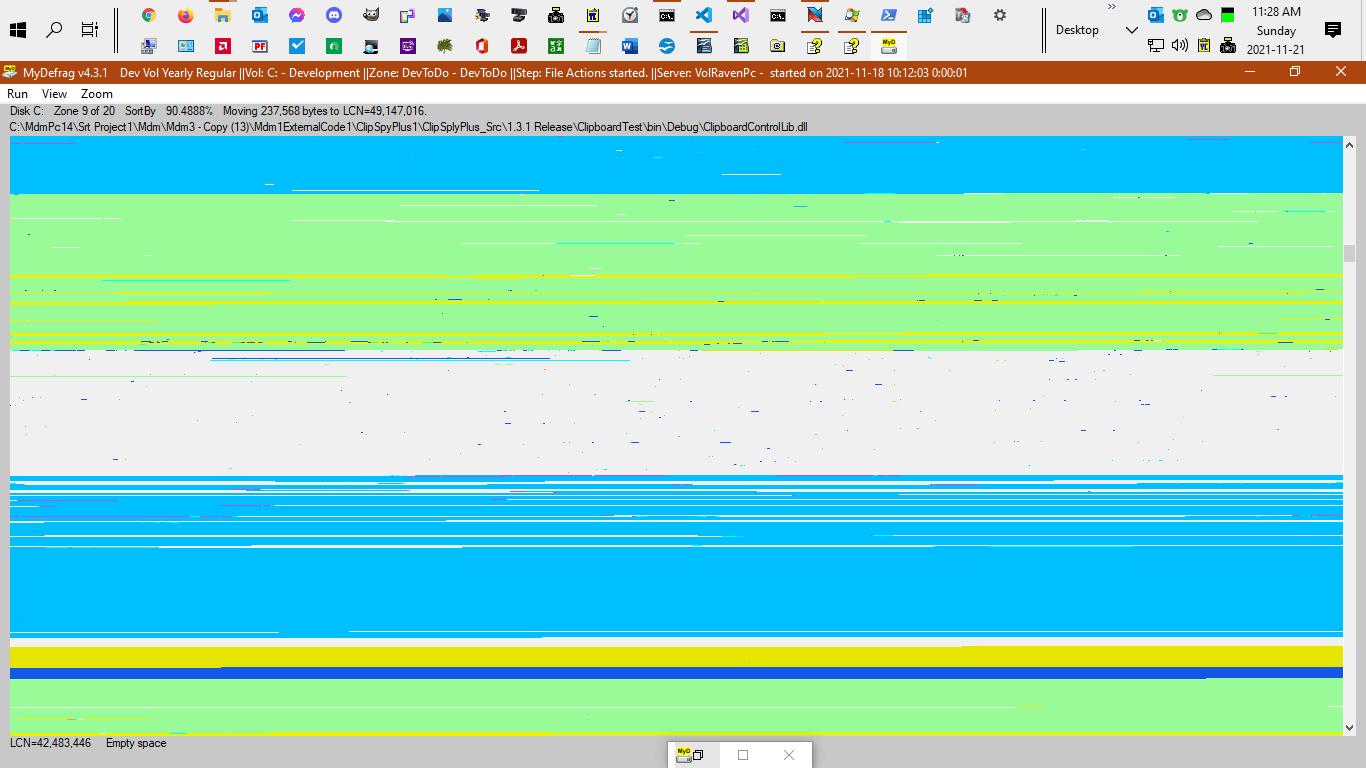 11:28 AM
Desktop
Sunday
2021-11-21
MyDefrag v4.3.1 Dev Vol Yearly Regular ||Vol: C: - Development ||Zone: DevToDo - DevToDo ||Step: File Actions started. ||Server: VolRavenPc - started on 2021-11-18 10:12:03 0:00:01
Run View Zoom
Disk C: Zone 9 of 20 SortBy 90.4888% Moving 237,568 bytes to LCN=49,147,016.
C:\MdmPc14\Srt Project1\Mdm\Mdm3 - Copy (13)\Mdm1ExternalCode1\ClipSpyPlus1\ClipSplyPlus_Src\1.3.1 Release\ClipboardTest\bin\Debug\ClipboardControlLib.dll
LCN=42,483,446 Empty space
MyD